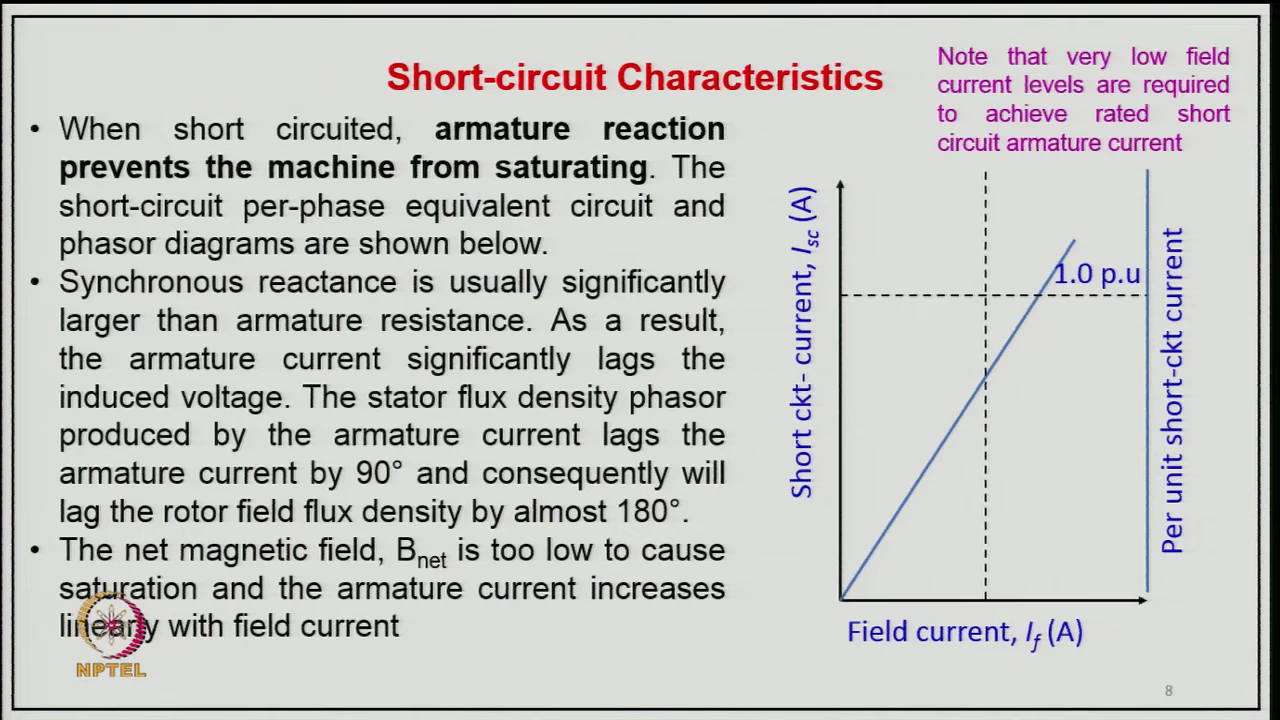 Short-circuit Characteristics
Note that very low field
current levels are required
to achieve rated short
circuit armature current
• When short circuited, armature reaction
prevents the machine from saturating. The
short-circuit per-phase equivalent circuit and
phasor diagrams are shown below.
• Synchronous reactance is usually significantly
larger than armature resistance. As a result,
the armature current significantly lags the
induced voltage. The stator flux density phasor
produced by the armature current lags the
armature current by 90° and consequently will
lag the rotor field flux density by almost 180°.
• The net magnetic field, Bnet is too low to cause
saturation and the armature current increases
linearly with field current
Short ckt- current, Isc (A)
1.0 p.u
Per unit short-ckt current
Field current, If (A)
NPTEL
8